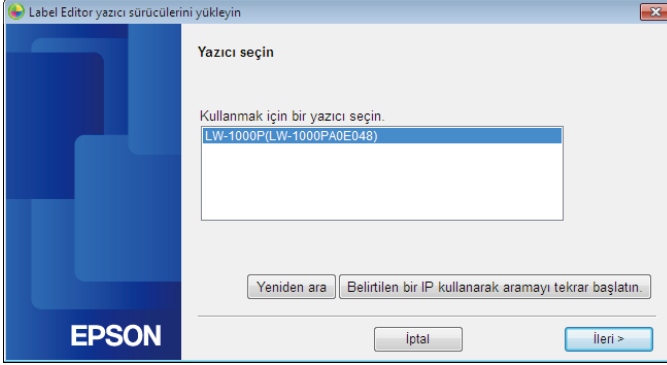 Label Editor yazıcı sürücülerini yükleyin
Yazıcı seçin
Kullanmak için bir yazıcı seçin.
LW-1000P(LW-1000PA0E048)
Yeniden ara
Belirtilen bir IP kullanarak aramayı tekrar başlatın.
EPSON
İptal
İleri >